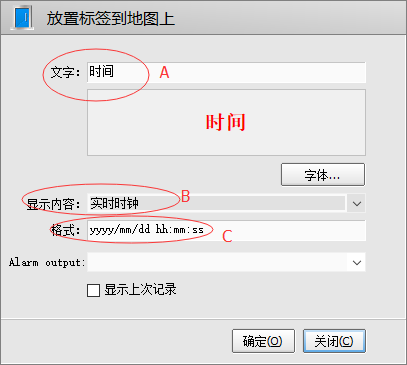 放置标签到地图上
文字: 时间 A
时间
字体...
显示内容: 实时时钟 B
格式: yyyy/mm/dd hh:mm:ss C
Alarm output:
显示上次记录
确定(O) 关闭(C)